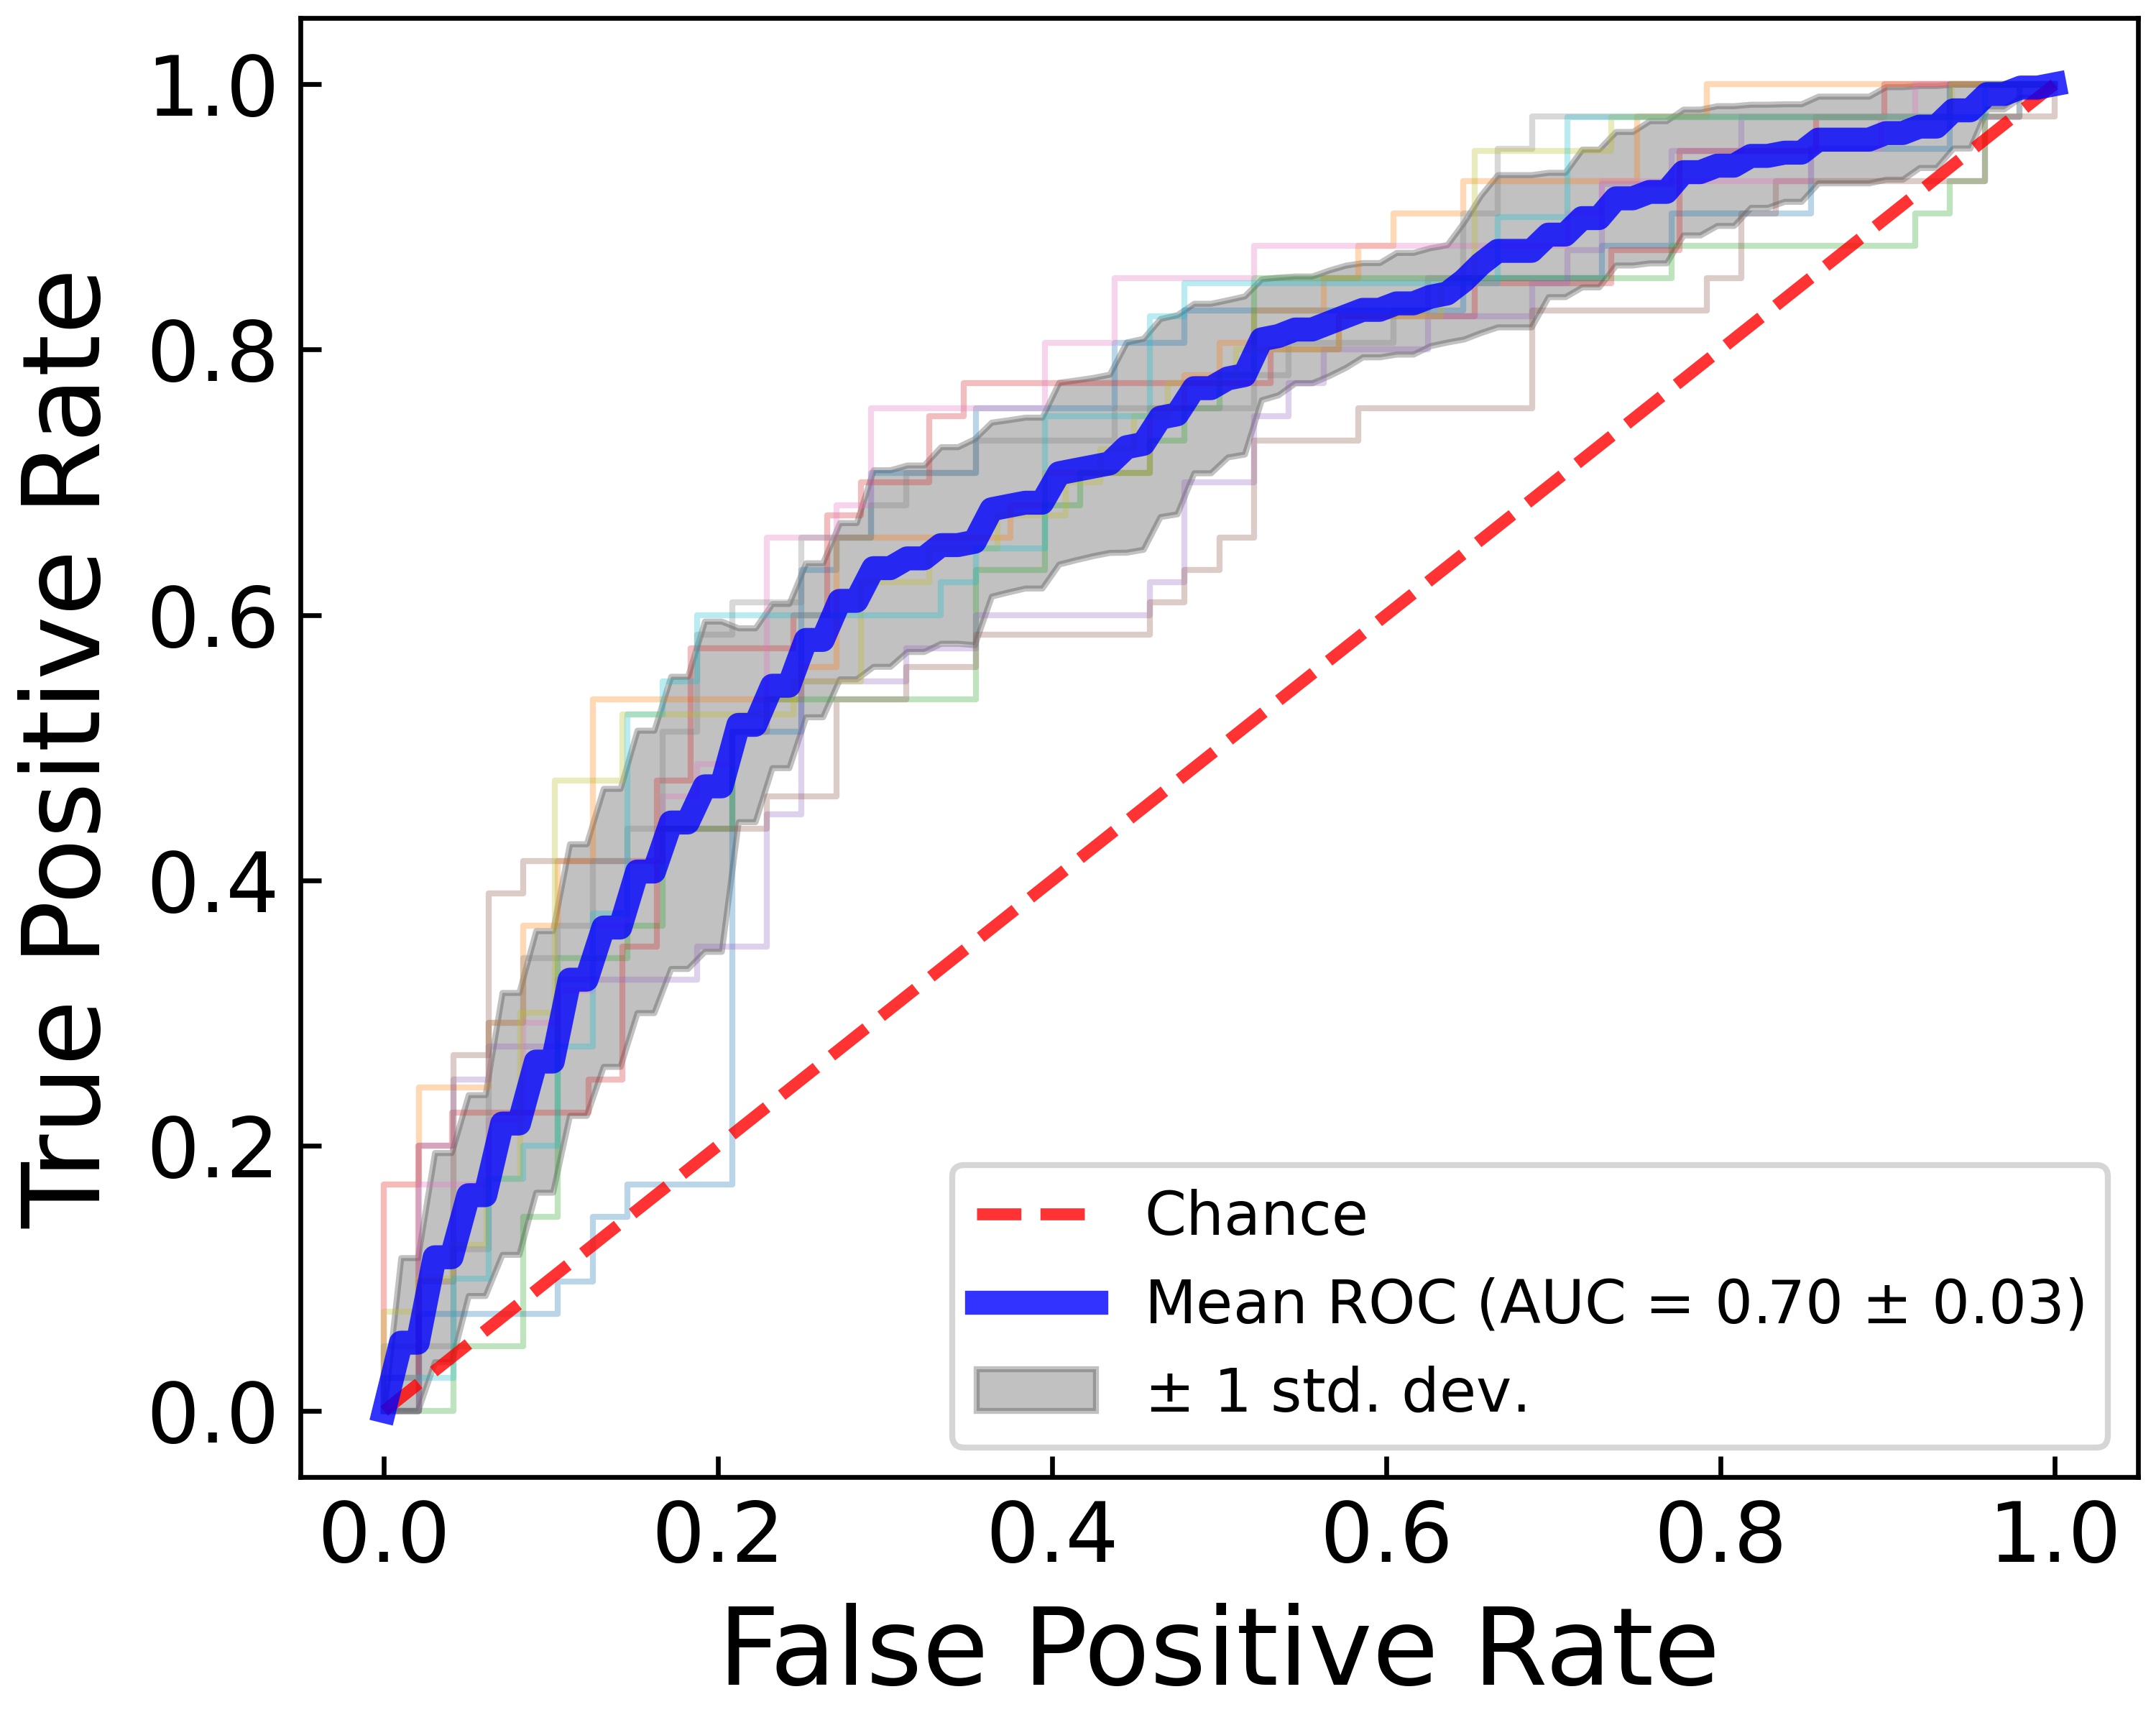 True Positive Rate
1.0
0.8
0.6
0.4
0.2
0.0
Chance
Mean ROC (AUC = 0.70 ± 0.03)
± 1 std. dev.
0.0 0.2 0.4 0.6 0.8 1.0
False Positive Rate